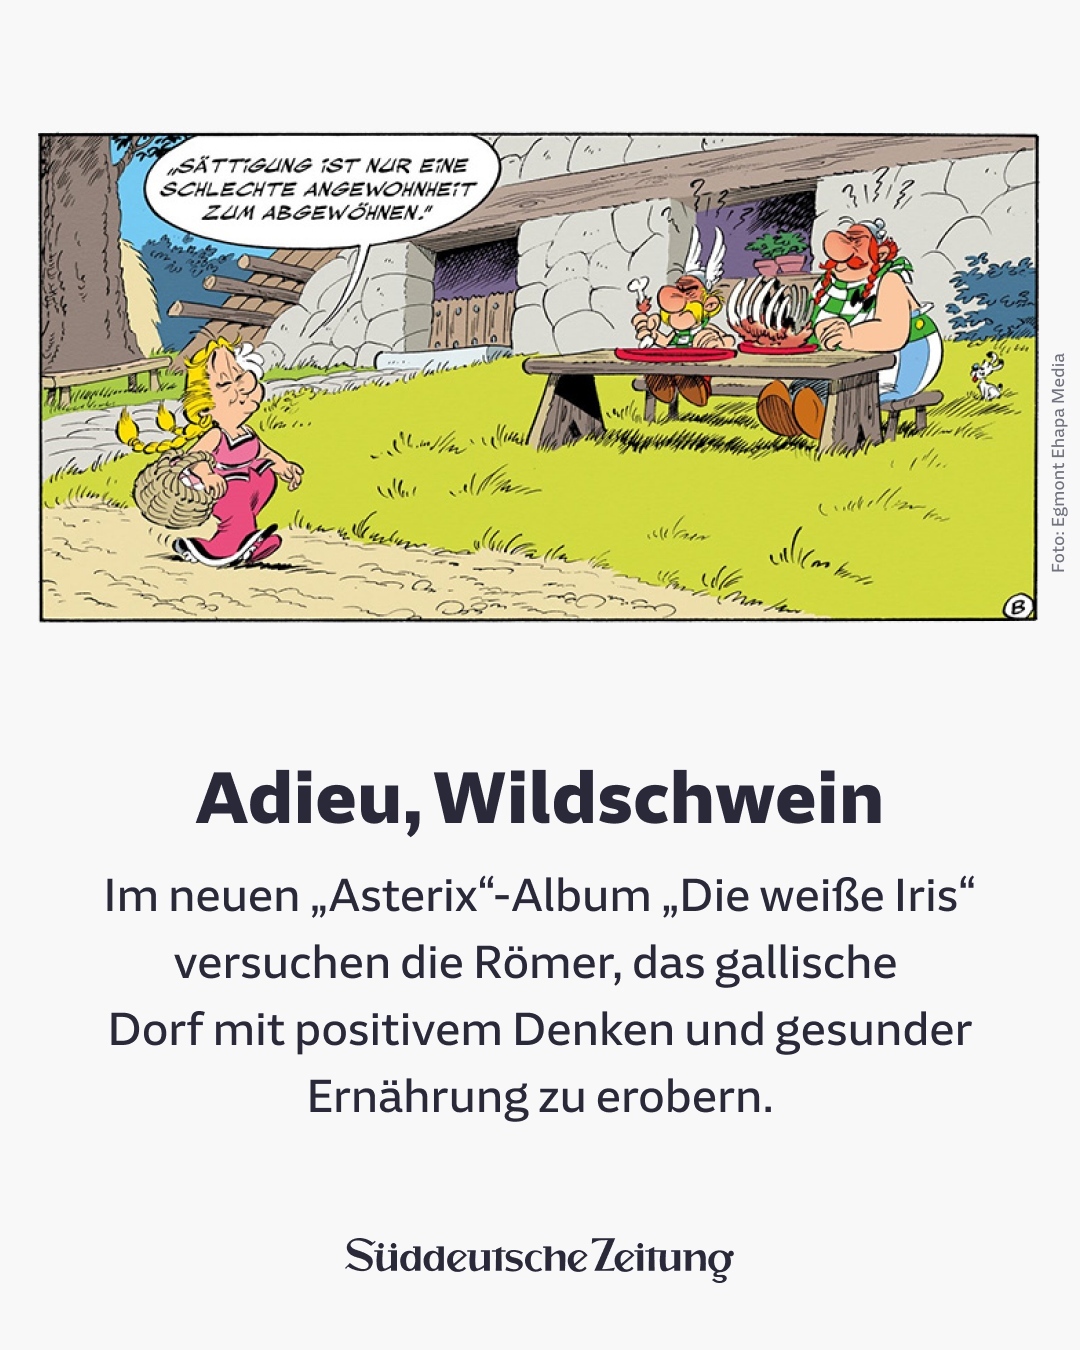 „SÄTTIGUNG IST NUR EINE
SCHLECHTE ANGEWOHNHEIT
ZUM ABGEWÖHNEN.“
B
Foto: Egmont Ehapa Media
Adieu, Wildschwein
Im neuen „Asterix“-Album „Die weiße Iris“
versuchen die Römer, das gallische
Dorf mit positivem Denken und gesunder
Ernährung zu erobern.
Süddeutsche Zeitung